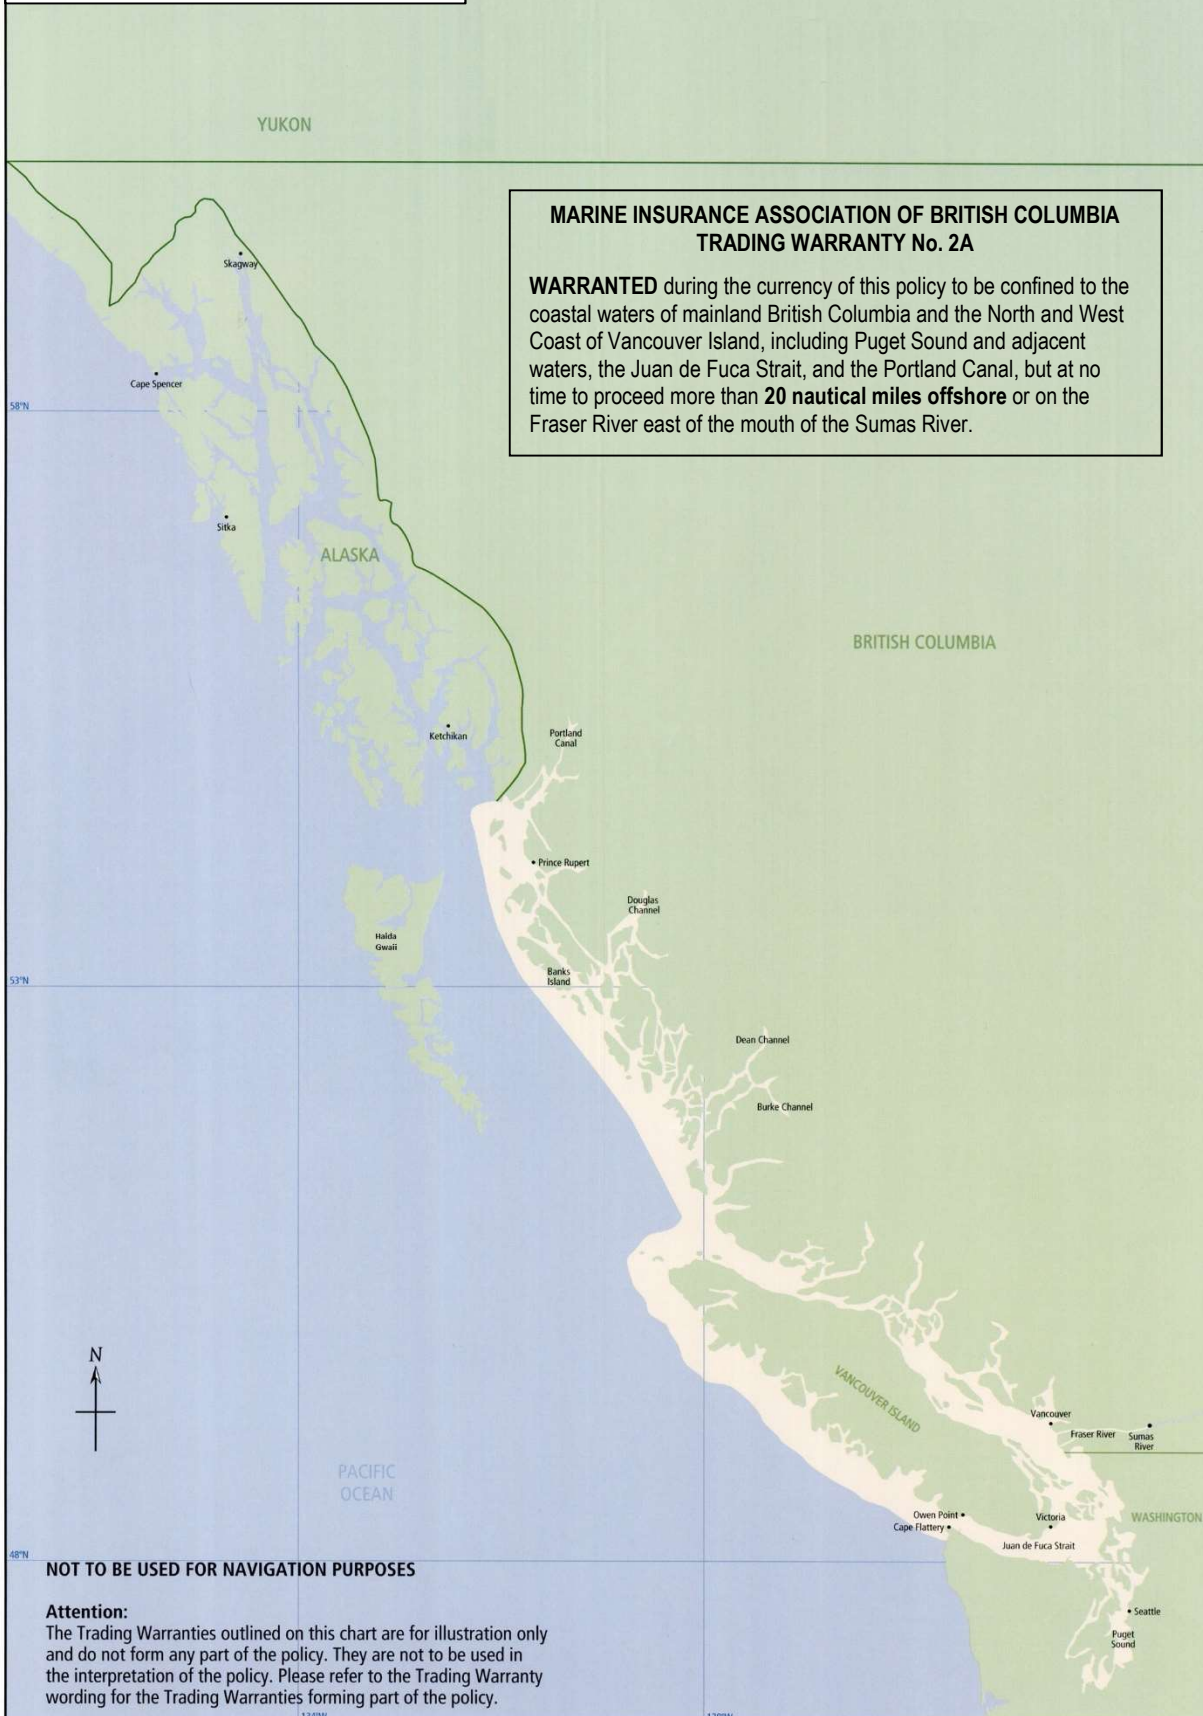 YUKON
MARINE INSURANCE ASSOCIATION OF BRITISH COLUMBIA
TRADING WARRANTY No. 2A
WARRANTED during the currency of this policy to be confined to the
coastal waters of mainland British Columbia and the North and West
Coast of Vancouver Island, including Puget Sound and adjacent
waters, the Juan de Fuca Strait, and the Portland Canal, but at no
time to proceed more than 20 nautical miles offshore or on the
Fraser River east of the mouth of the Sumas River.
Skagway
Cape Spencer
58°N
Sitka
ALASKA
BRITISH COLUMBIA
Ketchikan
Portland
Canal
Prince Rupert
Douglas
Channel
Haida
Gwaii
Banks
Island
53°N
Dean Channel
Burke Channel
N
VANCOUVER ISLAND
Vancouver
Fraser River
Sumas
River
PACIFIC
OCEAN
Owen Point
Cape Flattery
Victoria
WASHINGTON
Juan de Fuca Strait
48°N
NOT TO BE USED FOR NAVIGATION PURPOSES
Seattle
Puget
Sound
Attention:
The Trading Warranties outlined on this chart are for illustration only
and do not form any part of the policy. They are not to be used in
the interpretation of the policy. Please refer to the Trading Warranty
wording for the Trading Warranties forming part of the policy.